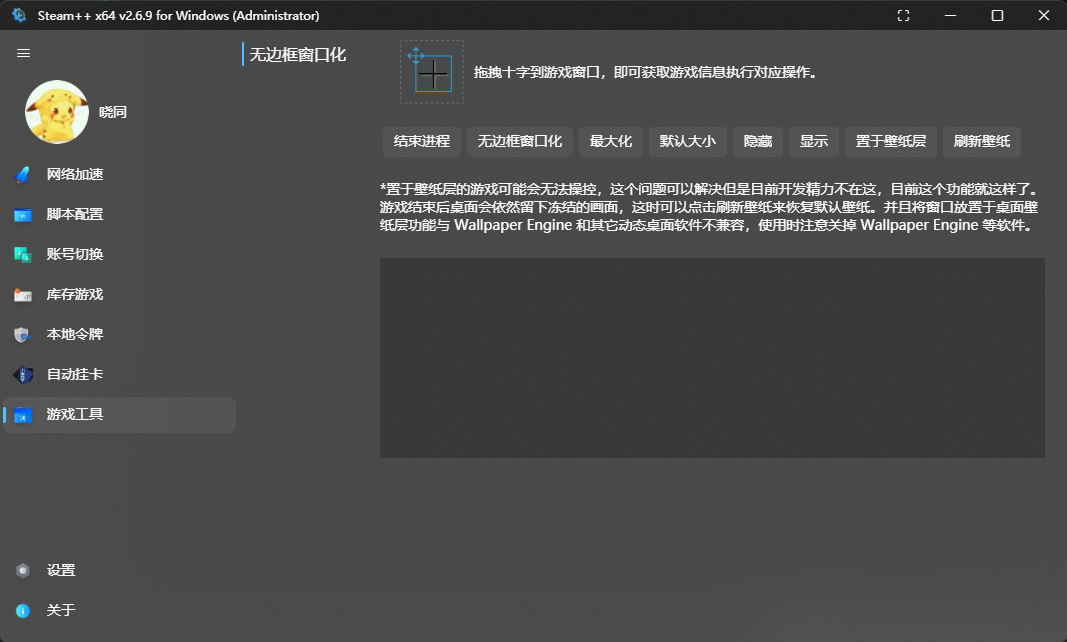 Steam++ x64 v2.6.9 for Windows (Administrator)
晓同
网络加速
脚本配置
账号切换
库存游戏
本地令牌
自动挂卡
游戏工具
设置
关于
无边框窗口化
拖拽十字到游戏窗口，即可获取游戏信息执行对应操作。
结束进程 无边框窗口化 最大化 默认大小 隐藏 显示 置于壁纸层 刷新壁纸
*置于壁纸层的游戏可能会无法操控，这个问题可以解决但是目前开发精力不在这，目前这个功能就这样了。
游戏结束后桌面会依然留下冻结的画面，这时可以点击刷新壁纸来恢复默认壁纸。并且将窗口放置于桌面壁
纸层功能与 Wallpaper Engine 和其它动态桌面软件不兼容，使用时注意关掉 Wallpaper Engine 等软件。